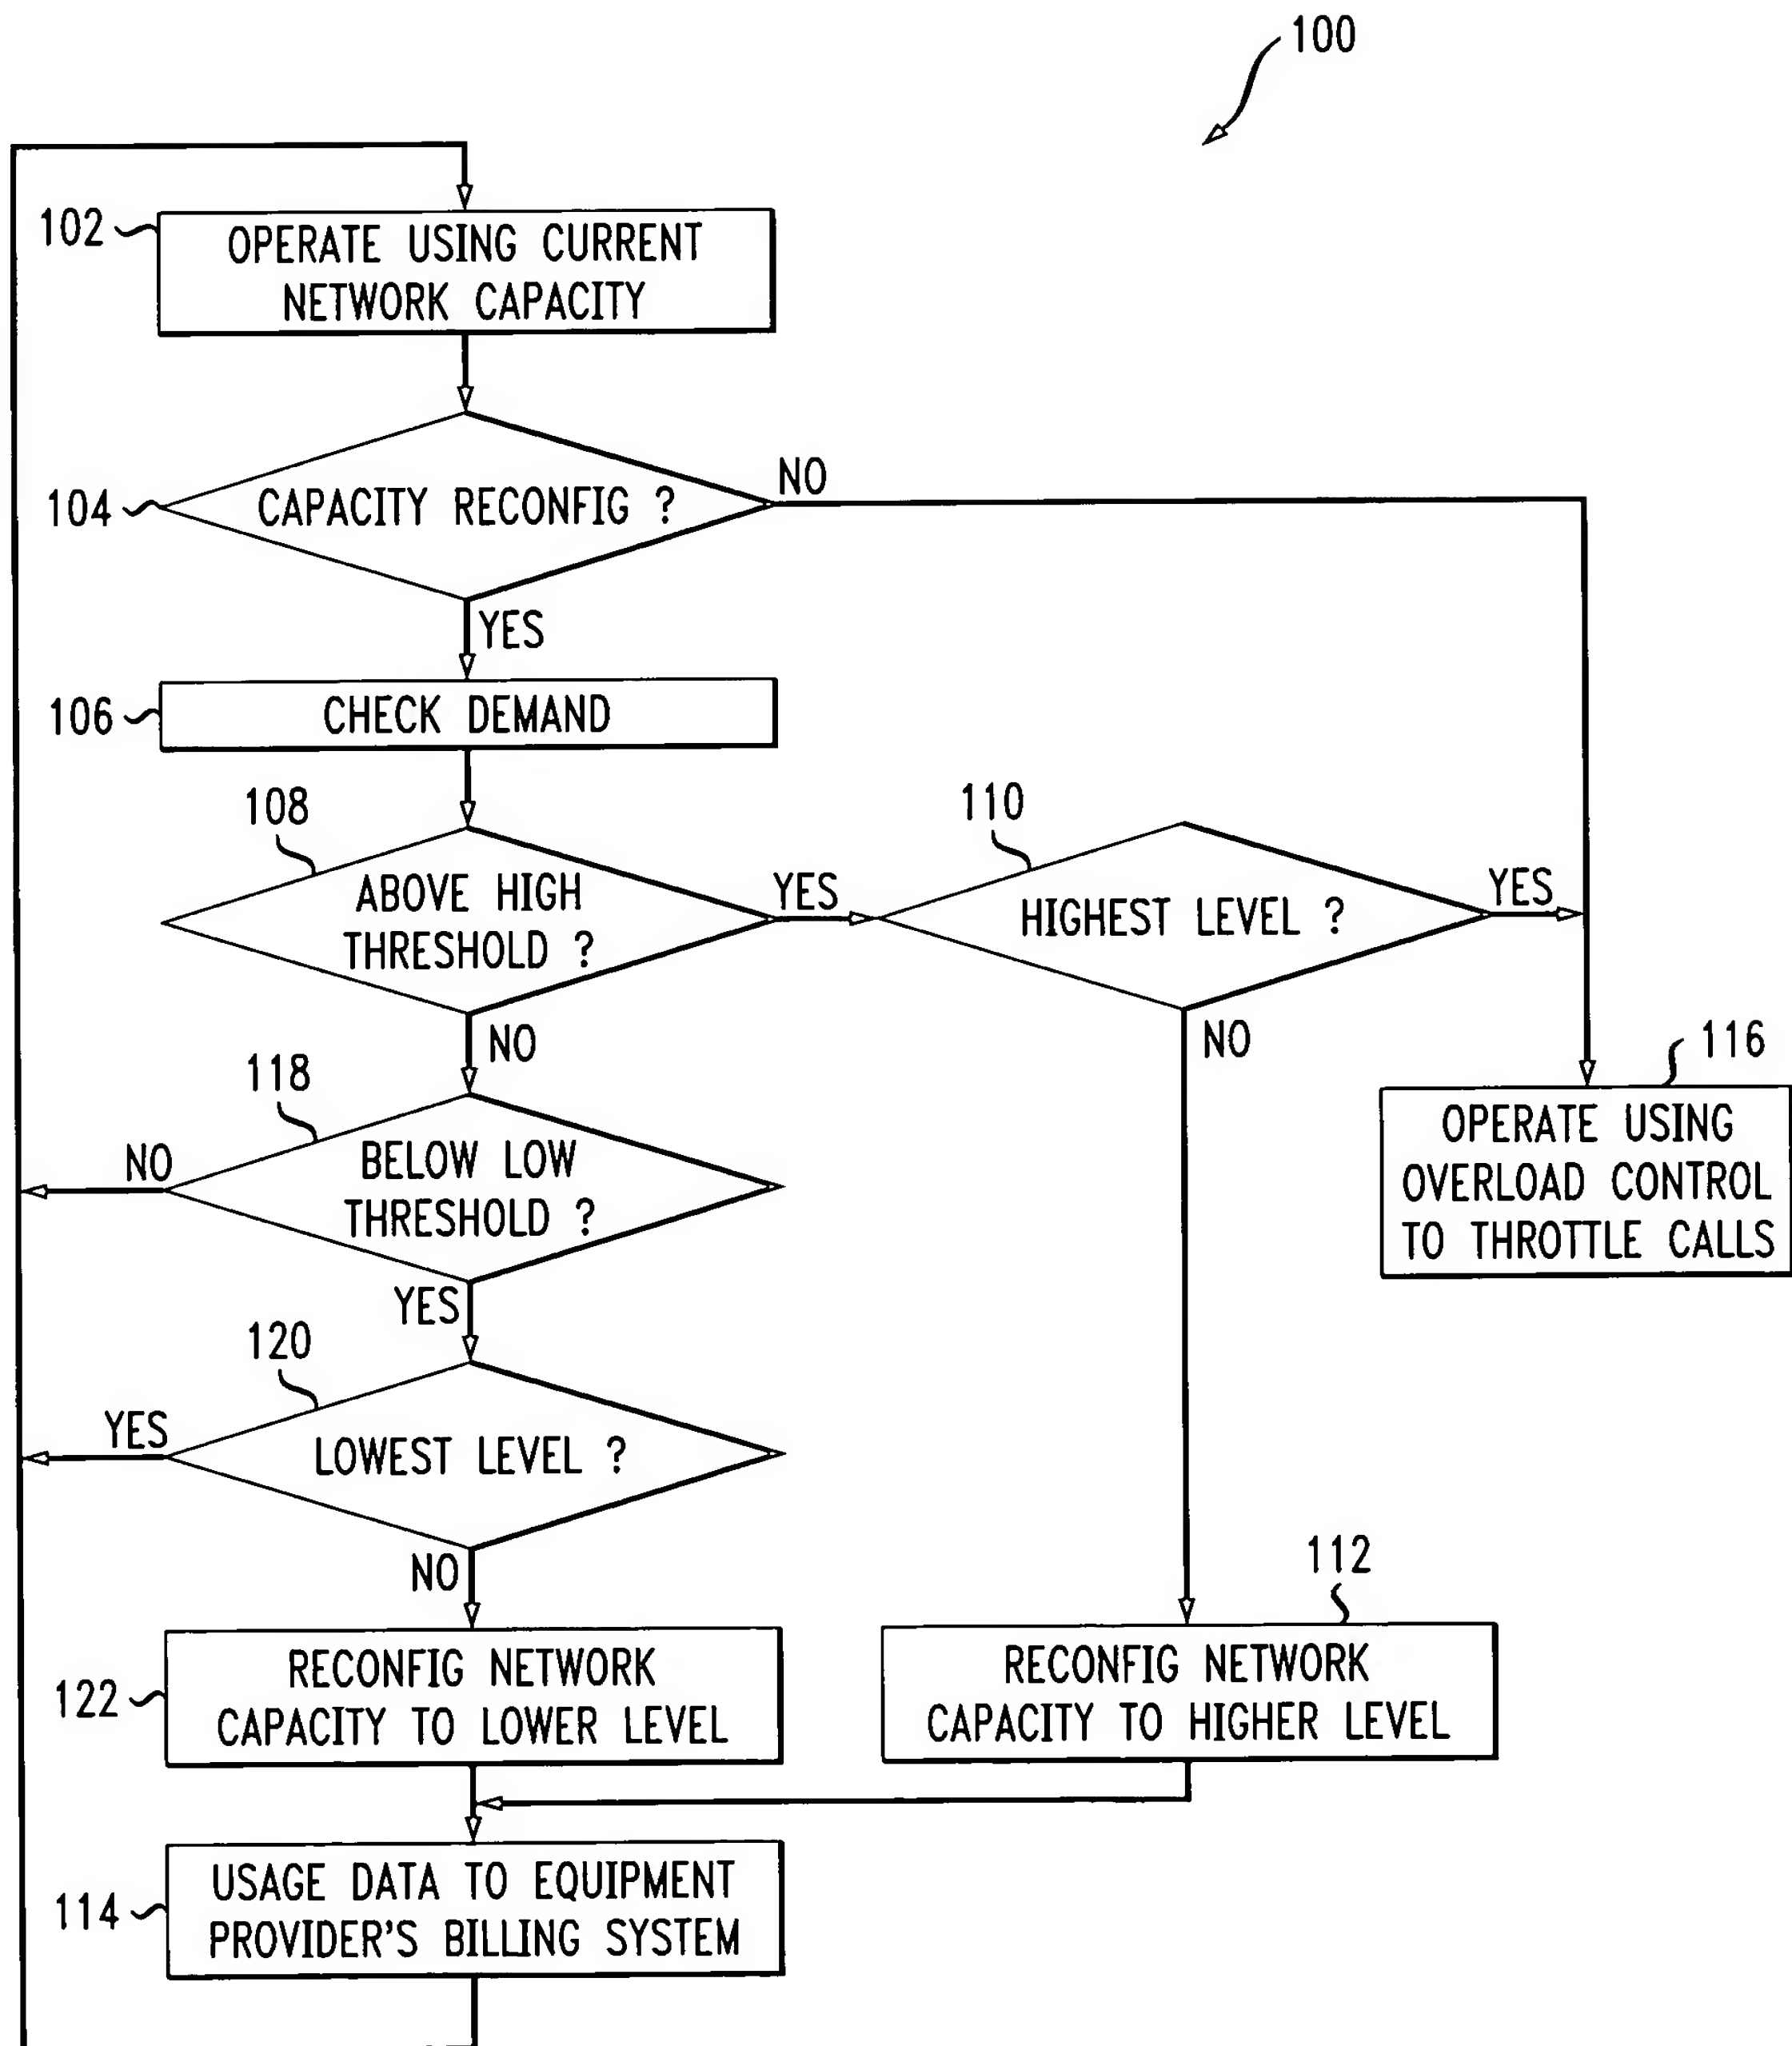 100
102
OPERATE USING CURRENT
NETWORK CAPACITY
104
CAPACITY RECONFIG ?
NO
YES
106
CHECK DEMAND
108
ABOVE HIGH
THRESHOLD ?
YES
110
HIGHEST LEVEL ?
YES
NO
NO
116
OPERATE USING
OVERLOAD CONTROL
TO THROTTLE CALLS
118
BELOW LOW
THRESHOLD ?
NO
YES
120
LOWEST LEVEL ?
YES
NO
112
RECONFIG NETWORK
CAPACITY TO HIGHER LEVEL
122
RECONFIG NETWORK
CAPACITY TO LOWER LEVEL
114
USAGE DATA TO EQUIPMENT
PROVIDER'S BILLING SYSTEM